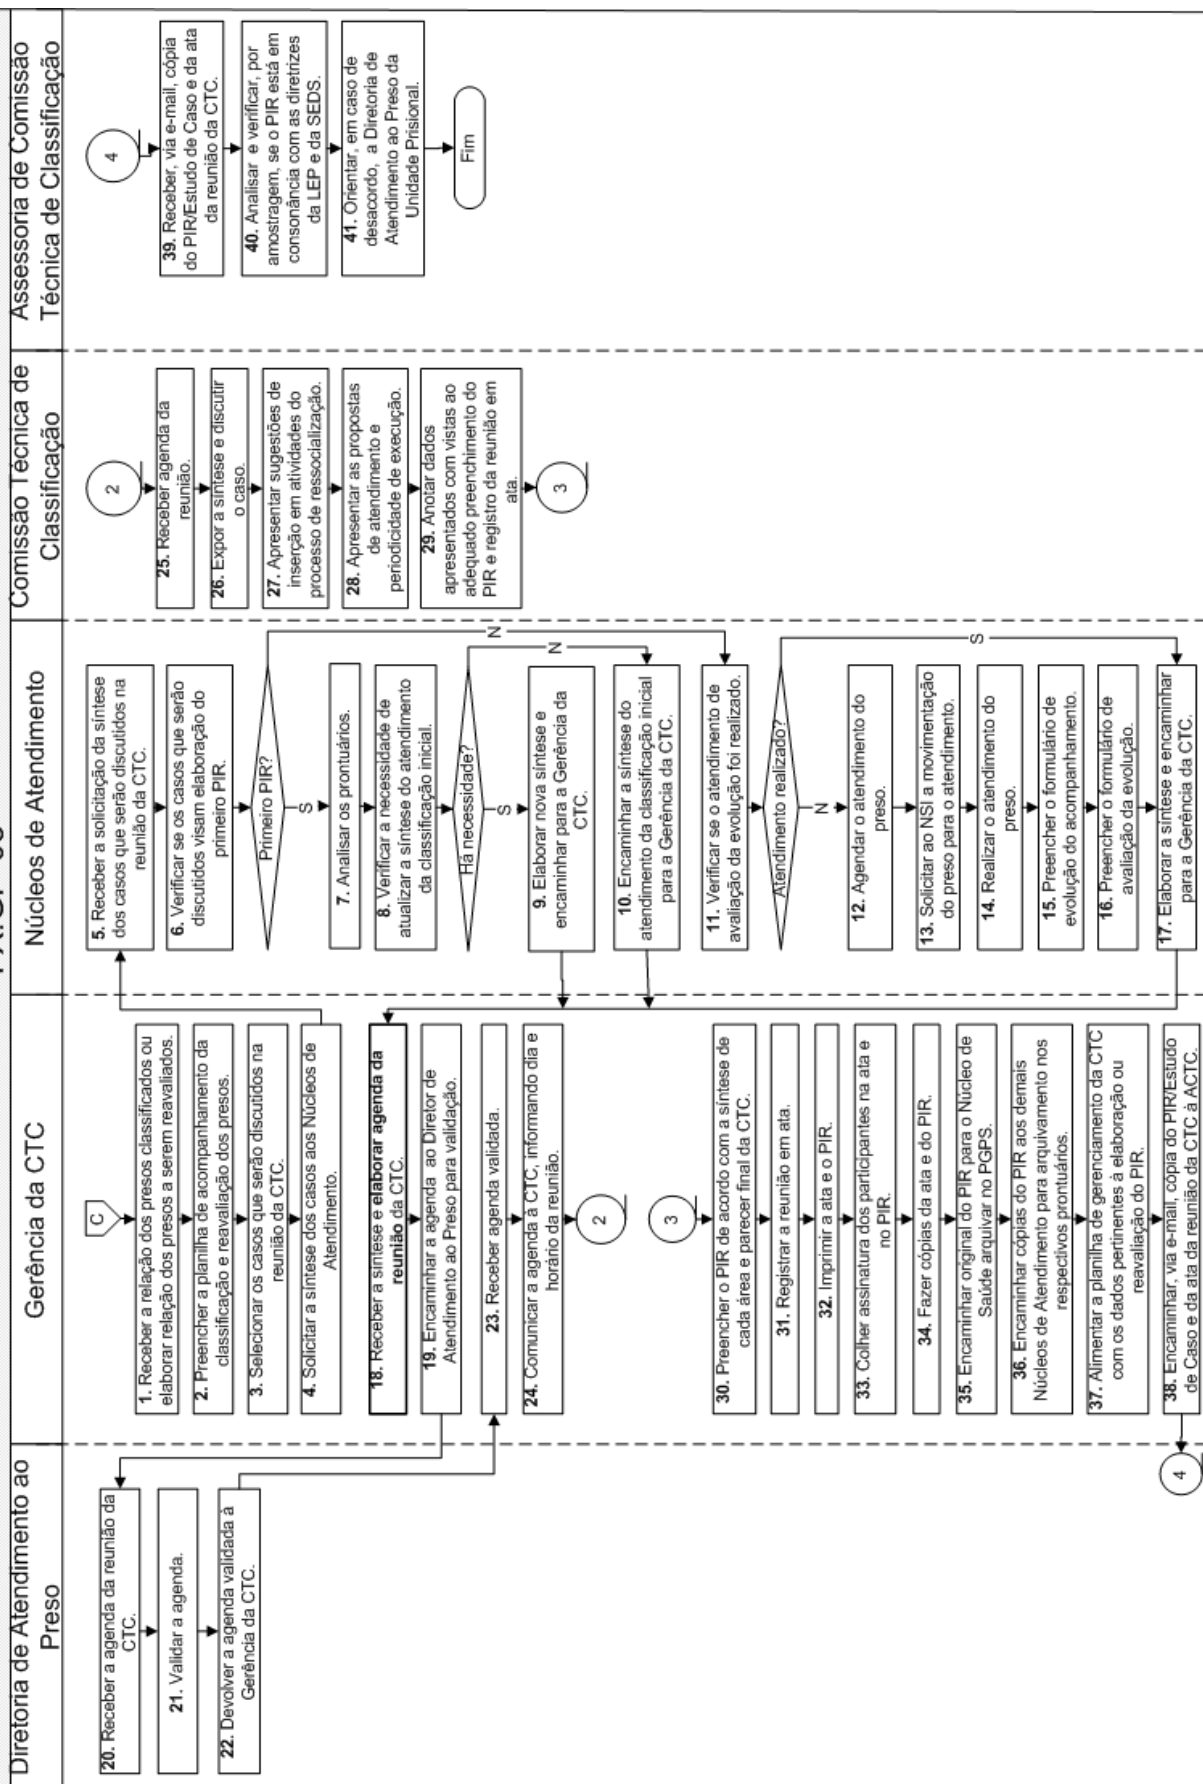 Diretoria de Atendimento ao
Preso
20. Receber a agenda da reunião da
CTC.
21. Validar a agenda.
22. Devolver a agenda validada à
Gerência da CTC.
Gerência da CTC
C
1. Receber a relação dos presos classificados ou
elaborar relação dos presos a serem reavaliados.
2. Preencher a planilha de acompanhamento da
classificação e reavaliação dos presos.
3. Selecionar os casos que serão discutidos na
reunião da CTC.
4. Solicitar a síntese dos casos aos Núcleos de
Atendimento.
18. Receber a síntese e elaborar agenda da
reunião da CTC.
19. Encaminhar a agenda ao Diretor de
Atendimento ao Preso para validação.
23. Receber agenda validada.
24. Comunicar a agenda à CTC, informando dia e
horário da reunião.
2
3
30. Preencher o PIR de acordo com a síntese de
cada área e parecer final da CTC.
31. Registrar a reunião em ata.
32. Imprimir a ata e o PIR.
33. Colher assinatura dos participantes na ata e
no PIR.
34. Fazer cópias da ata e do PIR.
35. Encaminhar original do PIR para o Núcleo de
Saúde arquivar no PGPS.
36. Encaminhar cópias do PIR aos demais
Núcleos de Atendimento para arquivamento nos
respectivos prontuários.
37. Alimentar a planilha de gerenciamento da CTC
com os dados pertinentes à elaboração ou
reavaliação do PIR.
38. Encaminhar, via e-mail, cópia do PIR/Estudo
de Caso e da ata da reunião da CTC à ACTC.
4
Núcleos de Atendimento
5. Receber a solicitação da síntese
dos casos que serão discutidos na
reunião da CTC.
6. Verificar se os casos que serão
discutidos visam elaboração do
primeiro PIR.
Primeiro PIR?
S
N
7. Analisar os prontuários.
8. Verificar a necessidade de
atualizar a síntese do atendimento
da classificação inicial.
Há necessidade?
S
N
9. Elaborar nova síntese e
encaminhar para a Gerência da
CTC.
10. Encaminhar a síntese do
atendimento da classificação inicial
para a Gerência da CTC.
11. Verificar se o atendimento de
avaliação da evolução foi realizado.
Atendimento realizado?
N
S
12. Agendar o atendimento do
preso.
13. Solicitar ao NSI a movimentação
do preso para o atendimento.
14. Realizar o atendimento do
preso.
15. Preencher o formulário de
evolução do acompanhamento.
16. Preencher o formulário de
avaliação da evolução.
17. Elaborar a síntese e encaminhar
para a Gerência da CTC.
Comissão Técnica de
Classificação
2
25. Receber agenda da
reunião.
26. Expor a síntese e discutir
o caso.
27. Apresentar sugestões de
inserção em atividades do
processo de ressocialização.
28. Apresentar as propostas
de atendimento e
periodicidade de execução.
29. Anotar dados
apresentados com vistas ao
adequado preenchimento do
PIR e registro da reunião em
ata.
3
Assessoria de Comissão
Técnica de Classificação
4
39. Receber, via e-mail, cópia
do PIR/Estudo de Caso e da ata
da reunião da CTC.
40. Analisar e verificar, por
amostragem, se o PIR está em
consonância com as diretrizes
da LEP e da SEDS.
41. Orientar, em caso de
desacordo, a Diretoria de
Atendimento ao Preso da
Unidade Prisional.
Fim